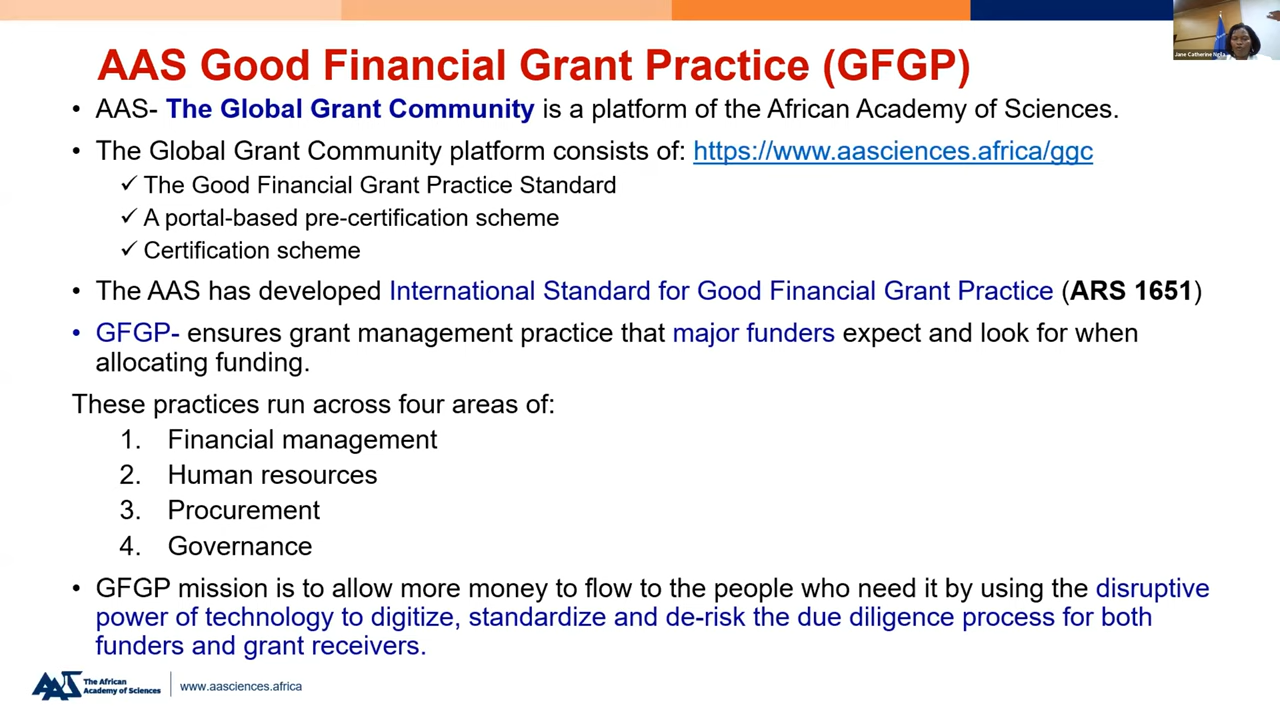 AAS Good Financial Grant Practice (GFGP)
• AAS- The Global Grant Community is a platform of the African Academy of Sciences.
• The Global Grant Community platform consists of: https://www.aasciences.africa/ggc
✓ The Good Financial Grant Practice Standard
✓ A portal-based pre-certification scheme
✓ Certification scheme
• The AAS has developed International Standard for Good Financial Grant Practice (ARS 1651)
• GFGP- ensures grant management practice that major funders expect and look for when
allocating funding.
These practices run across four areas of:
1. Financial management
2. Human resources
3. Procurement
4. Governance
• GFGP mission is to allow more money to flow to the people who need it by using the disruptive
power of technology to digitize, standardize and de-risk the due diligence process for both
funders and grant receivers.
AAS The African
Academy of Sciences
www.aasciences.africa
Jane Catherine